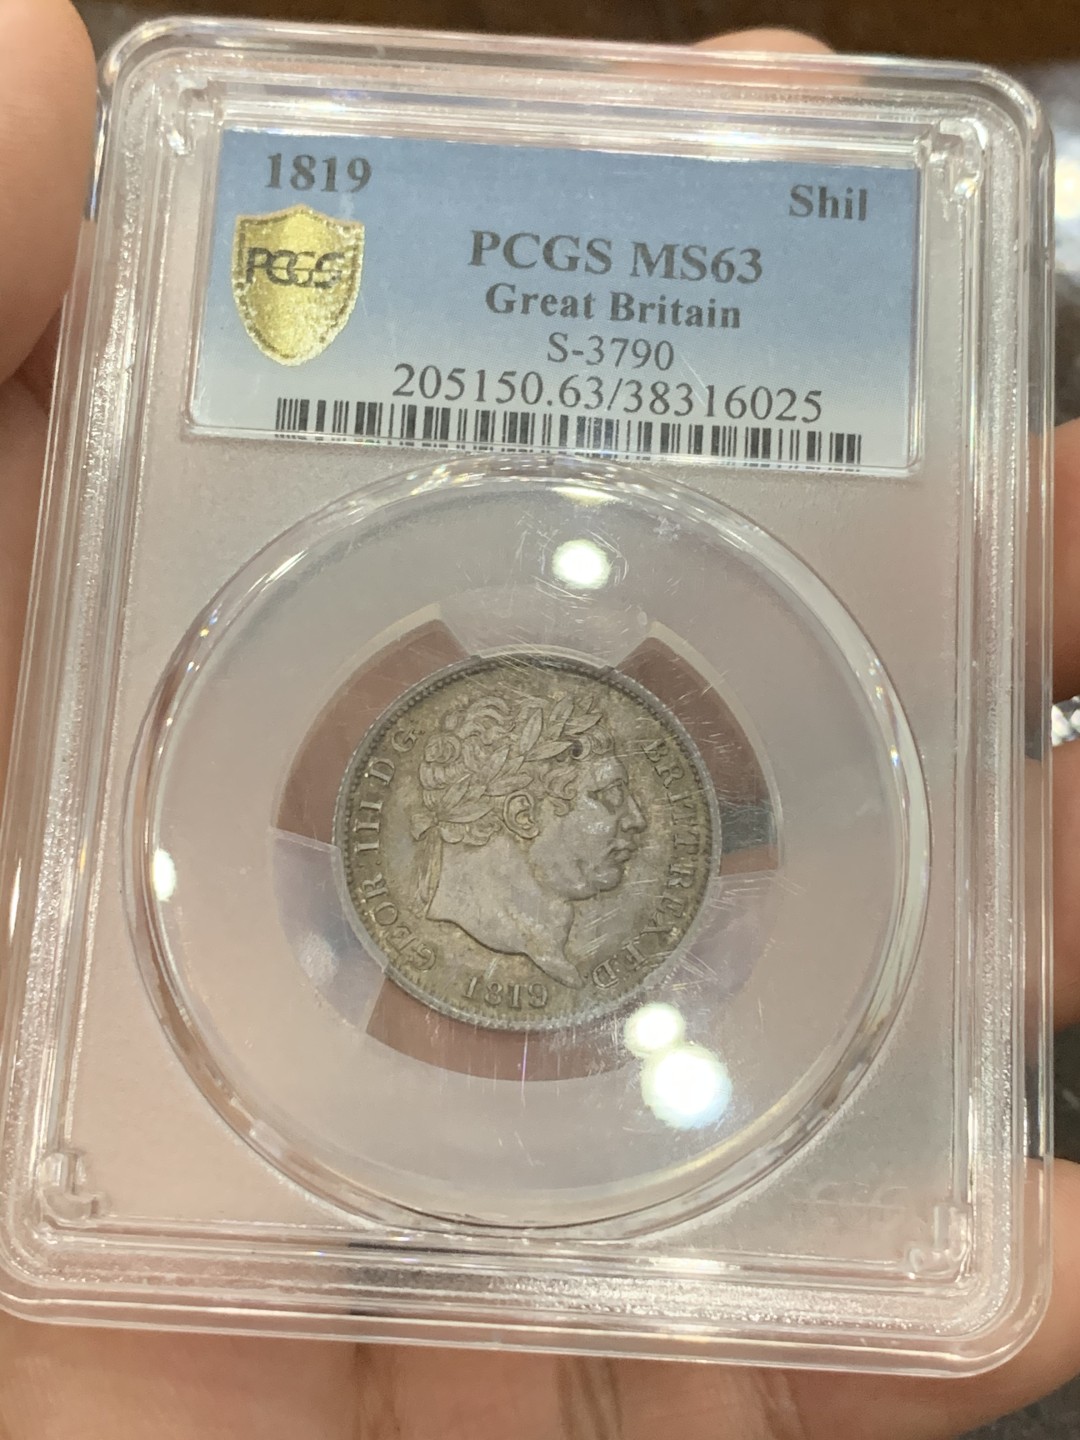 1819
Shil
PCGS
PCGS MS63
Great Britain
S-3790
205150.63/38316025
GEOR: III D: G: BRITT: REX F: D:
1819